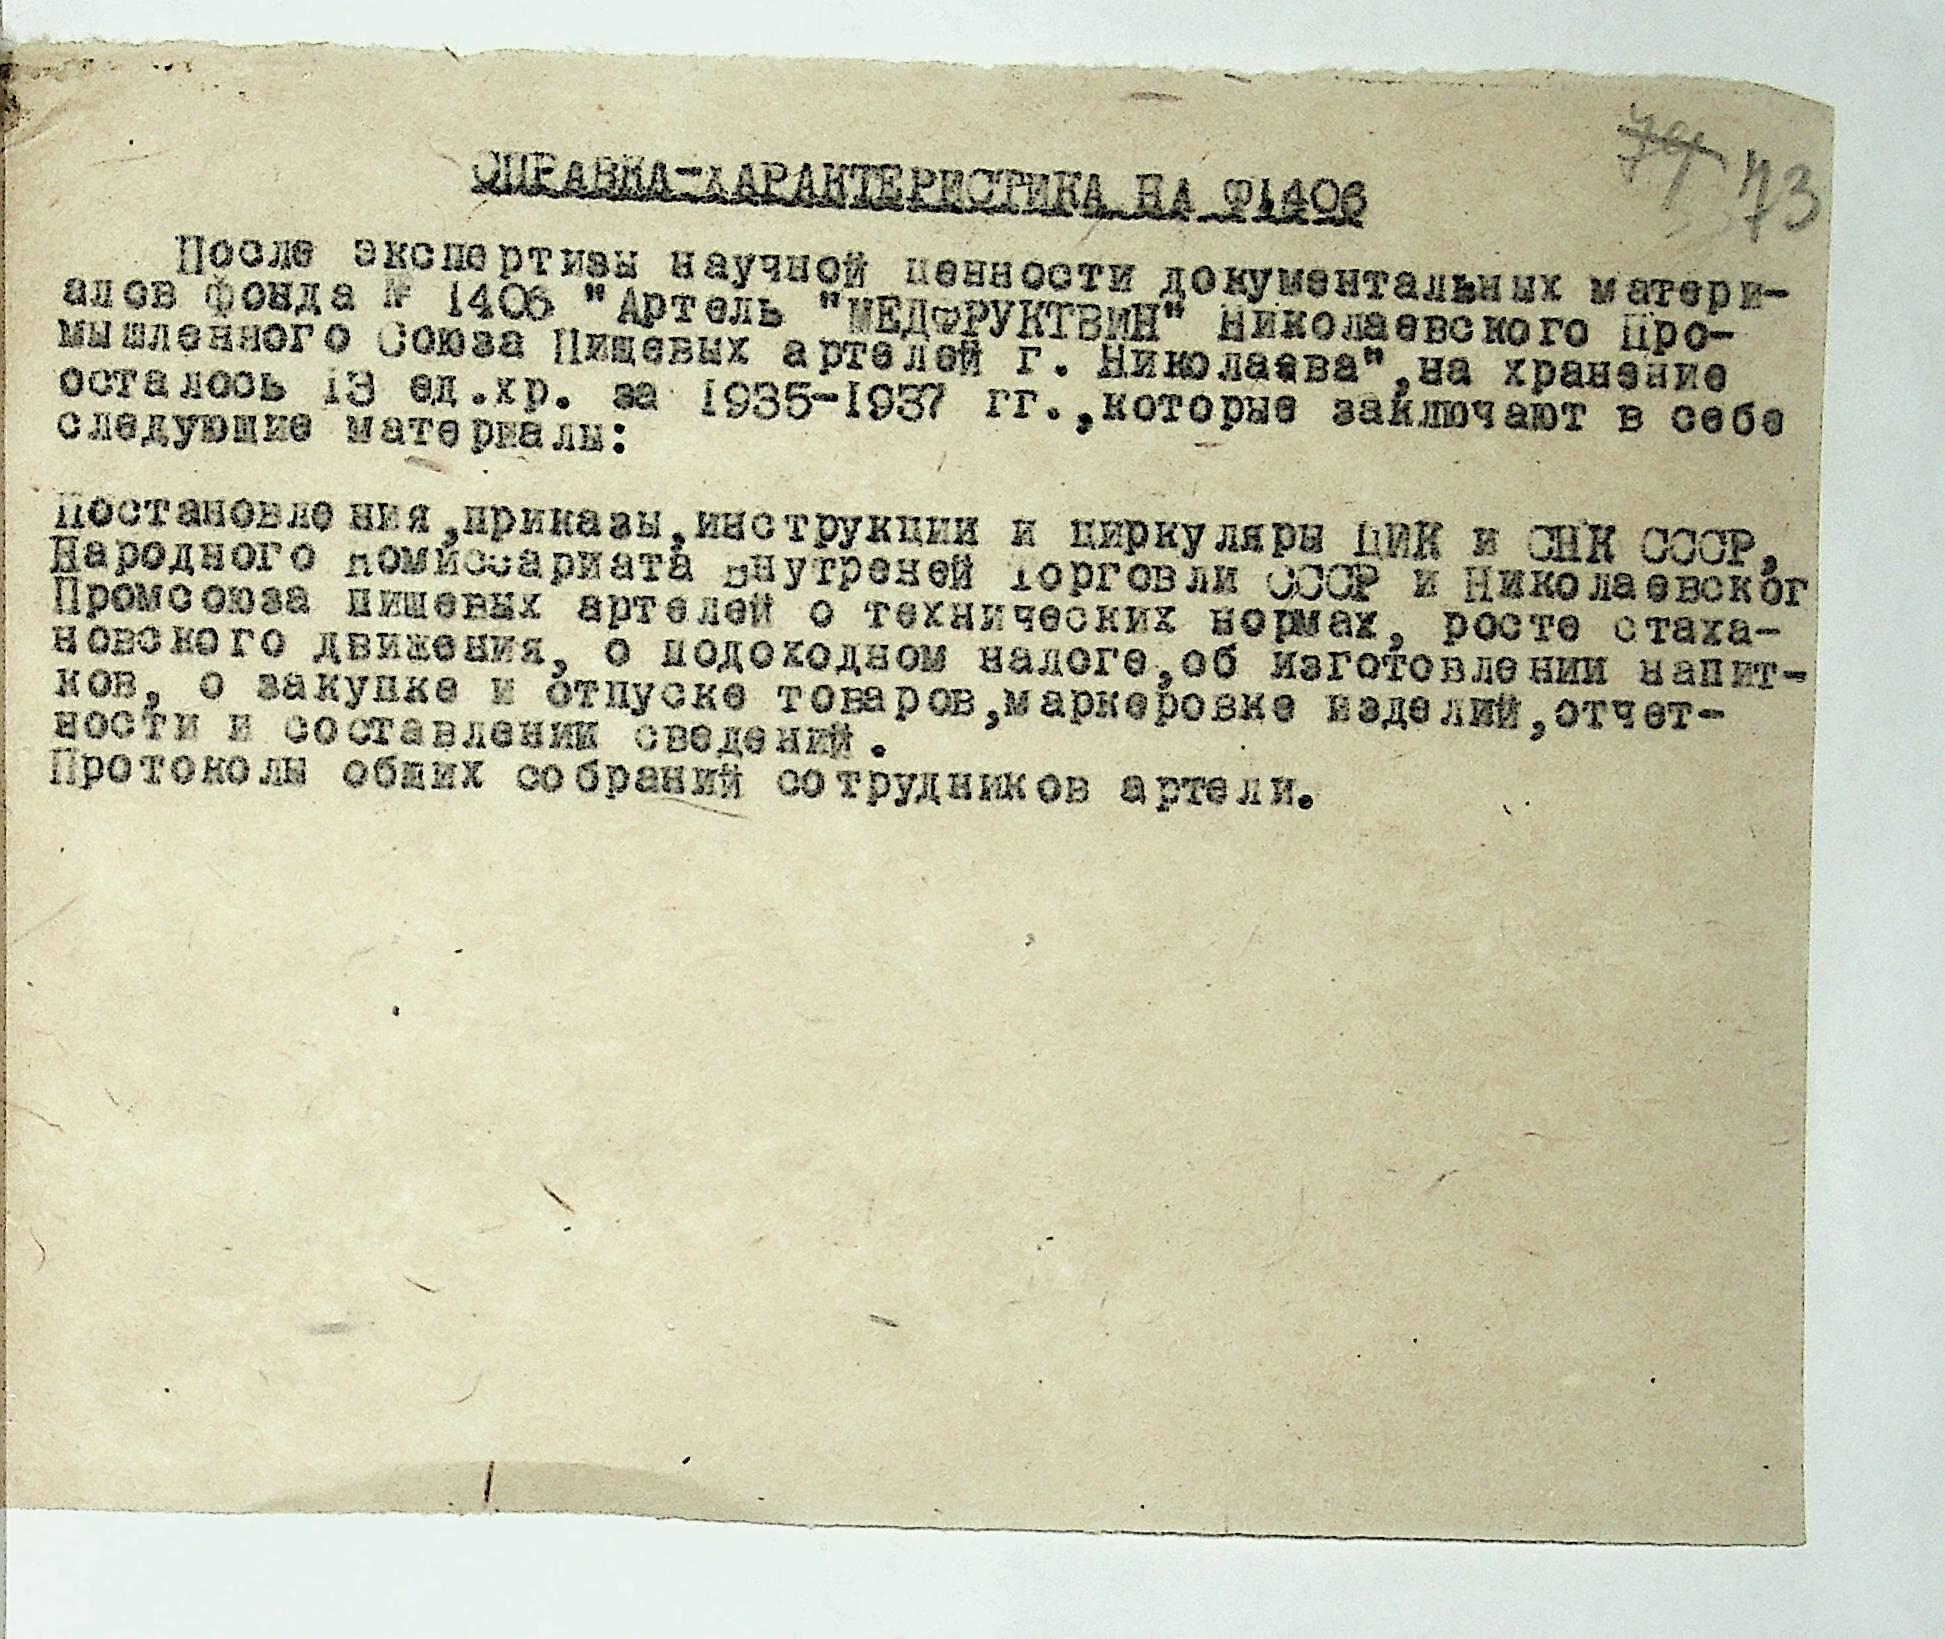 73
СПРАВКА-ХАРАКТЕРИСТИКА НА Ф1406
После экспертизы научной ценности документальных матери-
алов фонда № 1406 "Артель "МЕДФРУКТВИН" Николаевского Про-
мышленного Союза Пищевых артелей г. Николаева",на хранение
осталось 13 ед.хр. за 1935-1937 гг.,которые заключают в себе
следующие материалы:
Постановления,приказы,инструкции и циркуляры ЦИК и СНК СССР,
Народного Комиссариата Внутреней Торговли СССР и Николаевског
Промсоюза пищевых артелей о технических нормах, росте стаха-
новского движения, о подоходном налоге,об изготовлении напит-
ков, о закупке и отпуске товаров,маркеровке изделий,отчет-
ности и составлении сведений.
Протоколы общих собраний сотрудников артели.